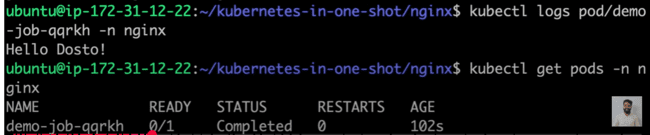 ubuntu@ip-172-31-12-22:~/kubernetes-in-one-shot/nginx$ kubectl logs pod/demo
-job-qqrkh -n nginx
Hello Dosto!
ubuntu@ip-172-31-12-22:~/kubernetes-in-one-shot/nginx$ kubectl get pods -n n
ginx
NAME READY STATUS RESTARTS AGE
demo-job-qqrkh 0/1 Completed 0 102s